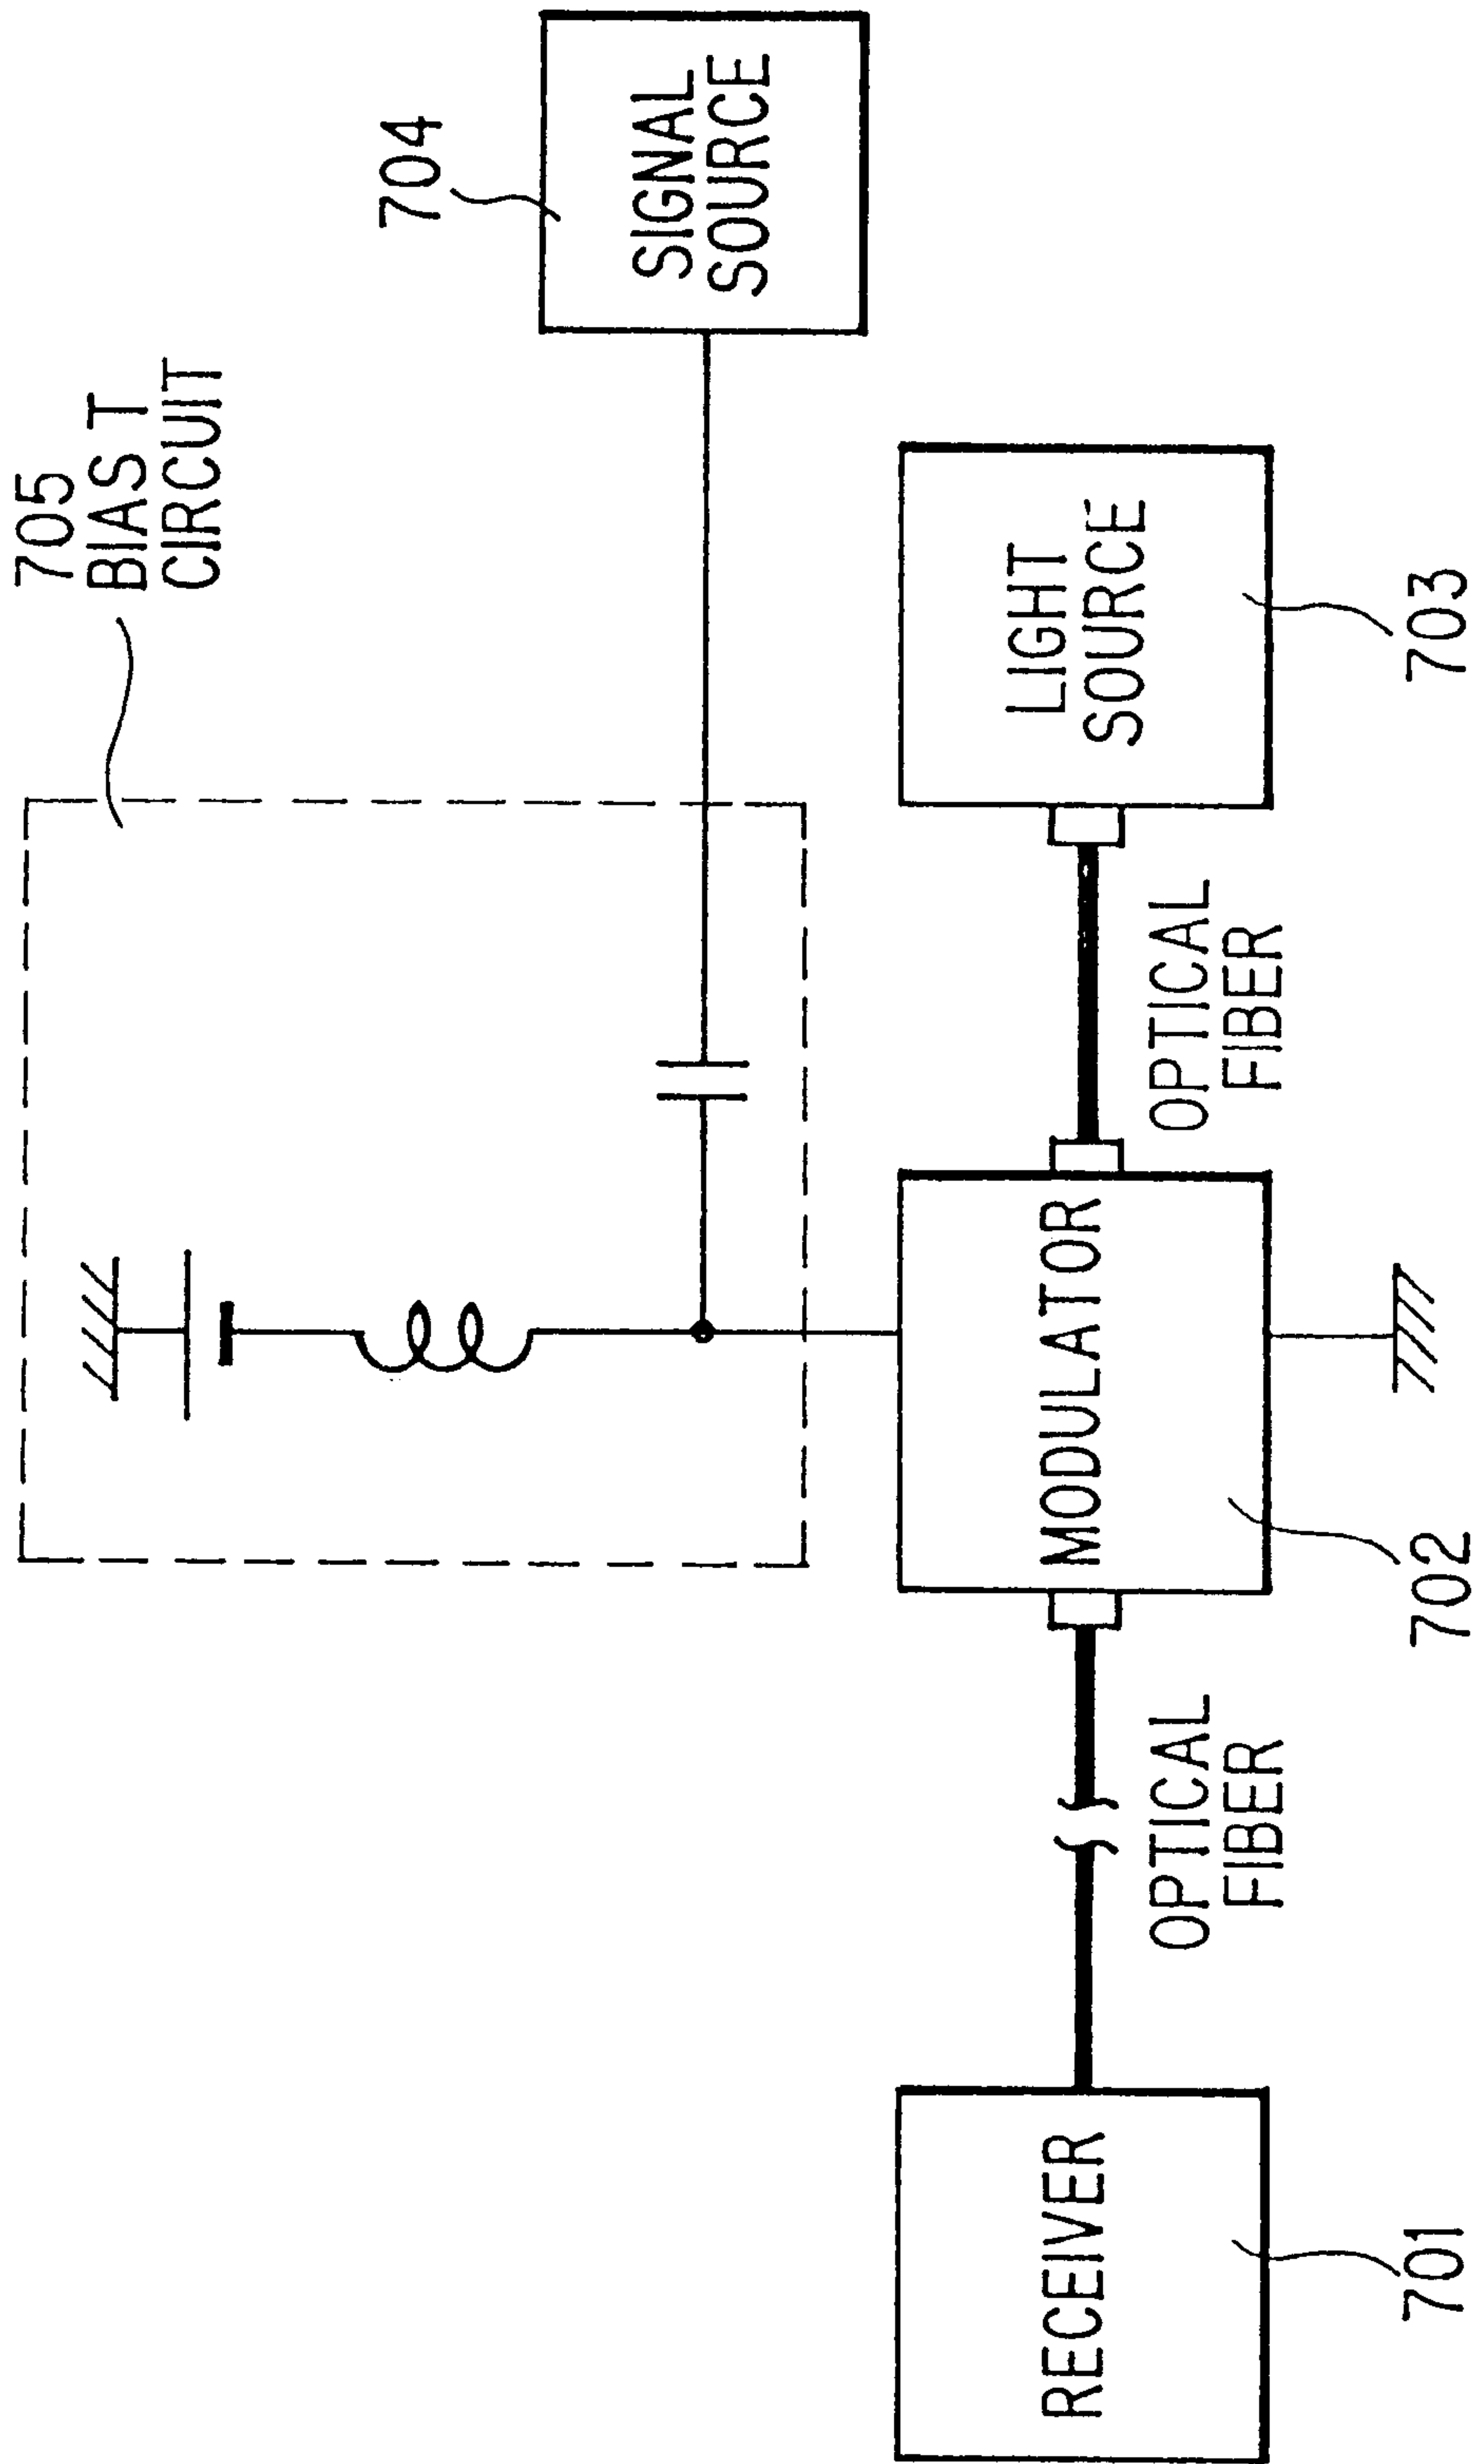 705
BIAS T
CIRCUIT
704
SIGNAL
SOURCE
RECEIVER
701
OPTICAL
FIBER
MODULATOR
702
OPTICAL
FIBER
LIGHT
SOURCE
703